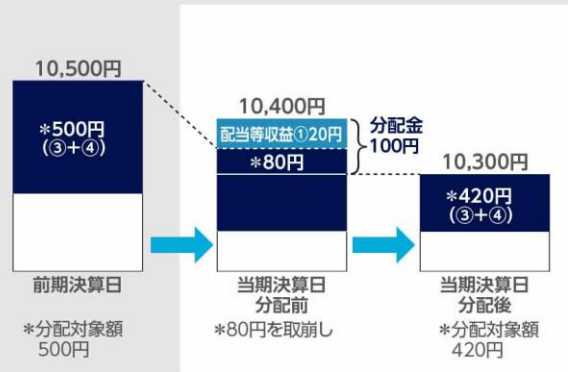 10,500円
*500円
(③+④)
前期決算日
*分配対象額
500円
10,400円
配当等収益①20円
*80円
分配金
100円
当期決算日
分配前
*80円を取崩し
10,300円
*420円
(③+④)
当期決算日
分配後
*分配対象額
420円